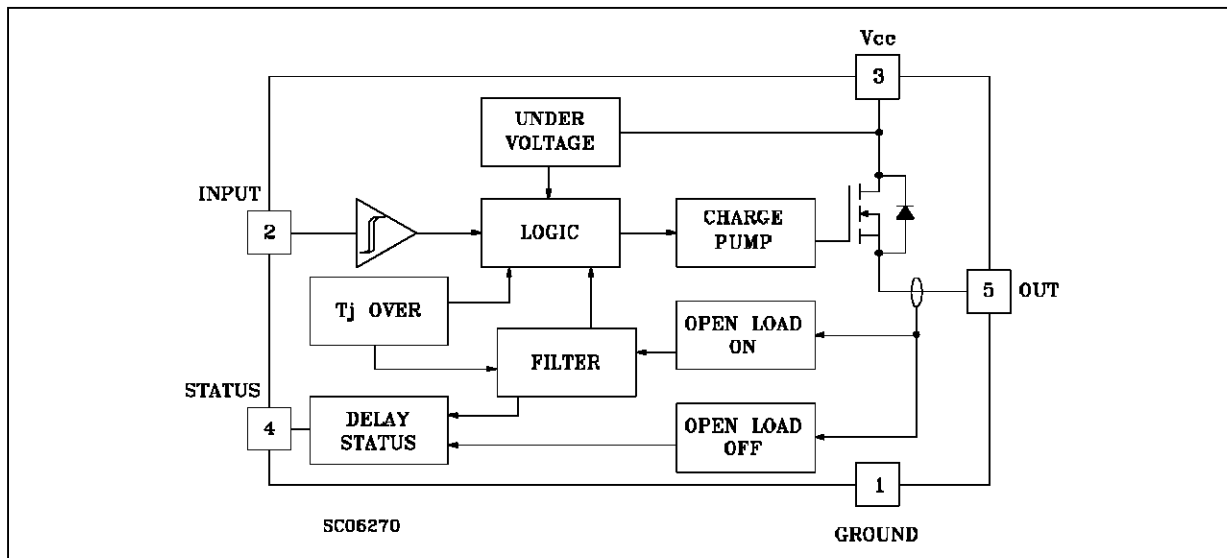 Vcc
3
UNDER
VOLTAGE
INPUT
2
LOGIC
CHARGE
PUMP
5
OUT
Tj OVER
OPEN LOAD
ON
FILTER
STATUS
4
DELAY
STATUS
OPEN LOAD
OFF
1
SC06270
GROUND